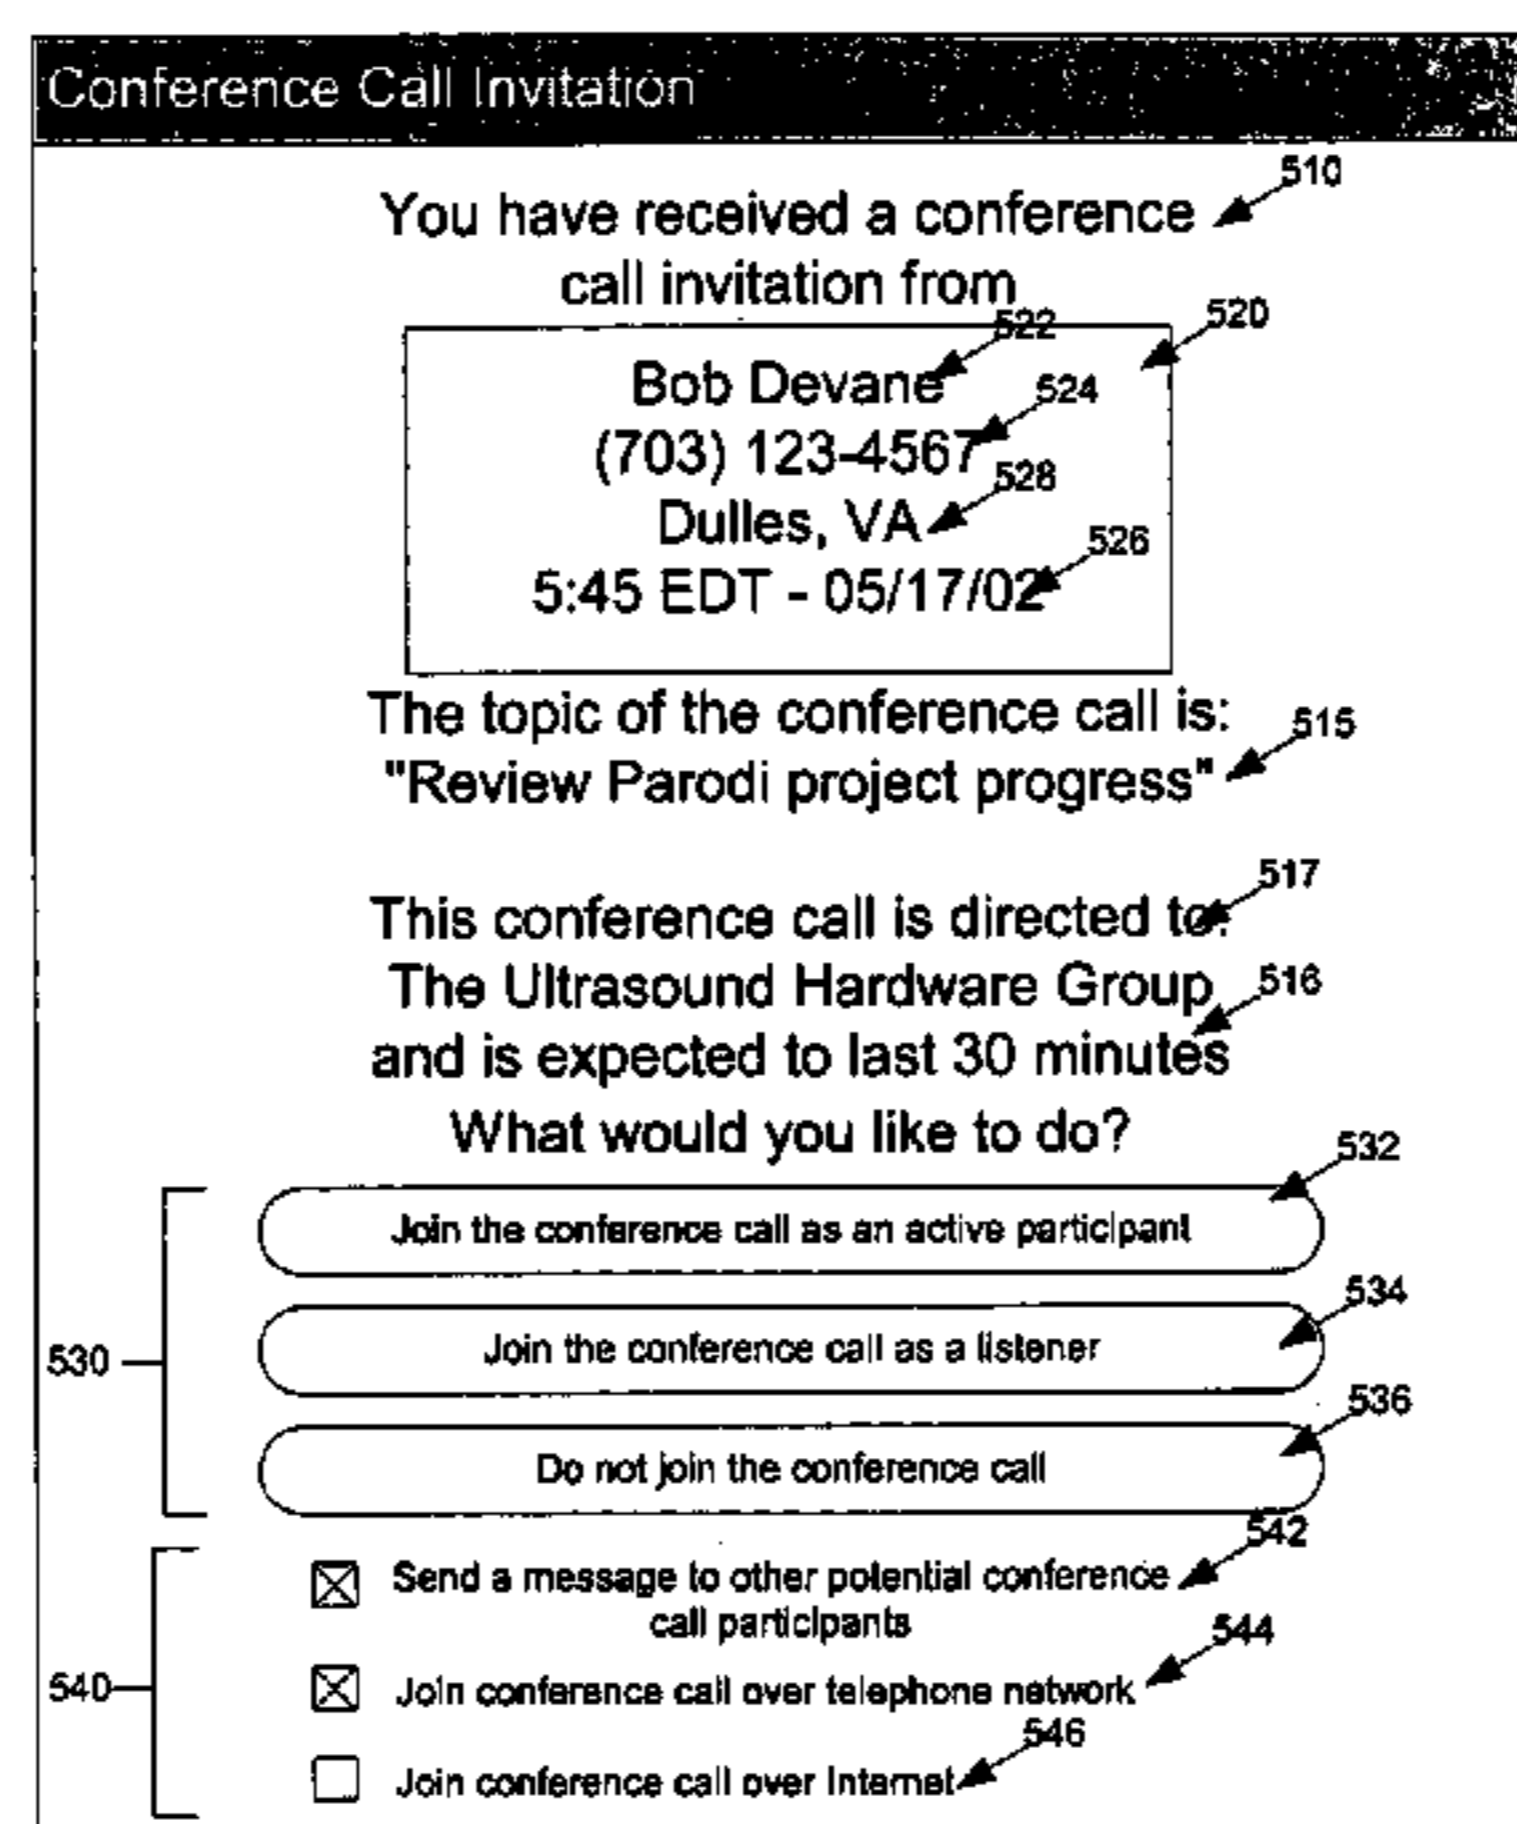 Conference Call Invitation
510
You have received a conference
call invitation from
522
520
Bob Devane
524
(703) 123-4567
528
Dulles, VA
526
5:45 EDT - 05/17/02
The topic of the conference call is:
515
"Review Parodi project progress"
517
This conference call is directed to:
The Ultrasound Hardware Group
516
and is expected to last 30 minutes
What would you like to do?
532
Join the conference call as an active participant
534
530
Join the conference call as a listener
536
Do not join the conference call
542
Send a message to other potential conference
call participants
544
540
Join conference call over telephone network
546
Join conference call over Internet